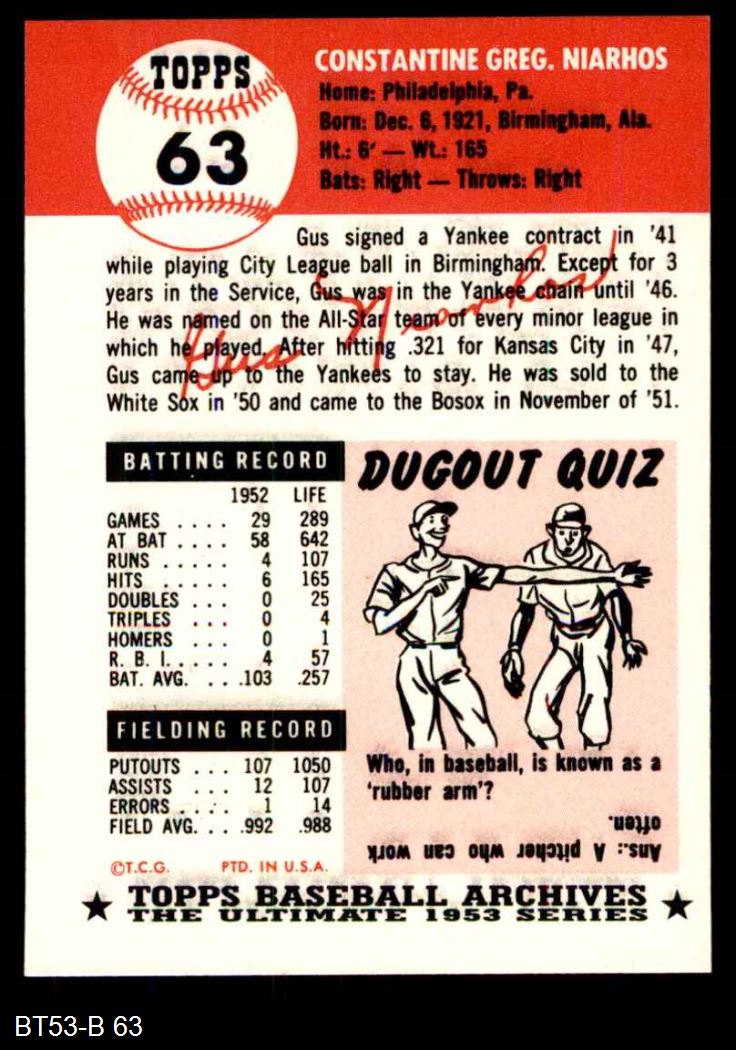 TOPPS
63
CONSTANTINE GREG. NIARHOS
Home: Philadelphia, Pa.
Born: Dec. 6, 1921, Birmingham, Ala.
Ht.: 6' — Wt.: 165
Bats: Right — Throws: Right
Gus signed a Yankee contract in '41
while playing City League ball in Birmingham. Except for 3
years in the Service, Gus was in the Yankee chain until '46.
He was named on the All-Star team of every minor league in
which he played. After hitting .321 for Kansas City in '47,
Gus came up to the Yankees to stay. He was sold to the
White Sox in '50 and came to the Bosox in November of '51.
Gus Niarhos
BATTING RECORD
1952 LIFE
GAMES .... 29 289
AT BAT .... 58 642
RUNS .... 4 107
HITS .... 6 165
DOUBLES ... 0 25
TRIPLES ... 0 4
HOMERS ... 0 1
R. B. I. .... 4 57
BAT. AVG. ... .103 .257
FIELDING RECORD
PUTOUTS ... 107 1050
ASSISTS ... 12 107
ERRORS ... 1 14
FIELD AVG. ... .992 .988
©T.C.G. PTD. IN U.S.A.
DUGOUT QUIZ
Who, in baseball, is known as a
'rubber arm'?
Ans.: A pitcher who can work
often.
★ TOPPS BASEBALL ARCHIVES ★
THE ULTIMATE 1953 SERIES
BT53-B 63